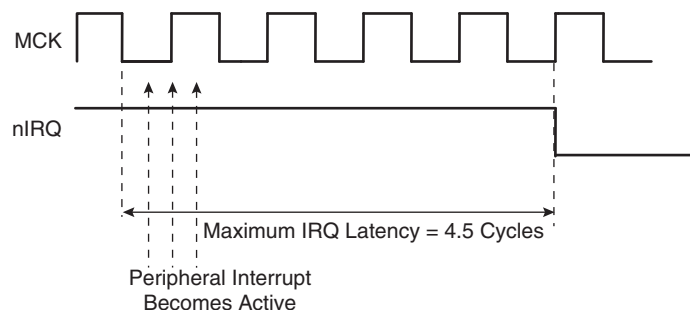 MCK
nIRQ
Maximum IRQ Latency = 4.5 Cycles
Peripheral Interrupt
Becomes Active